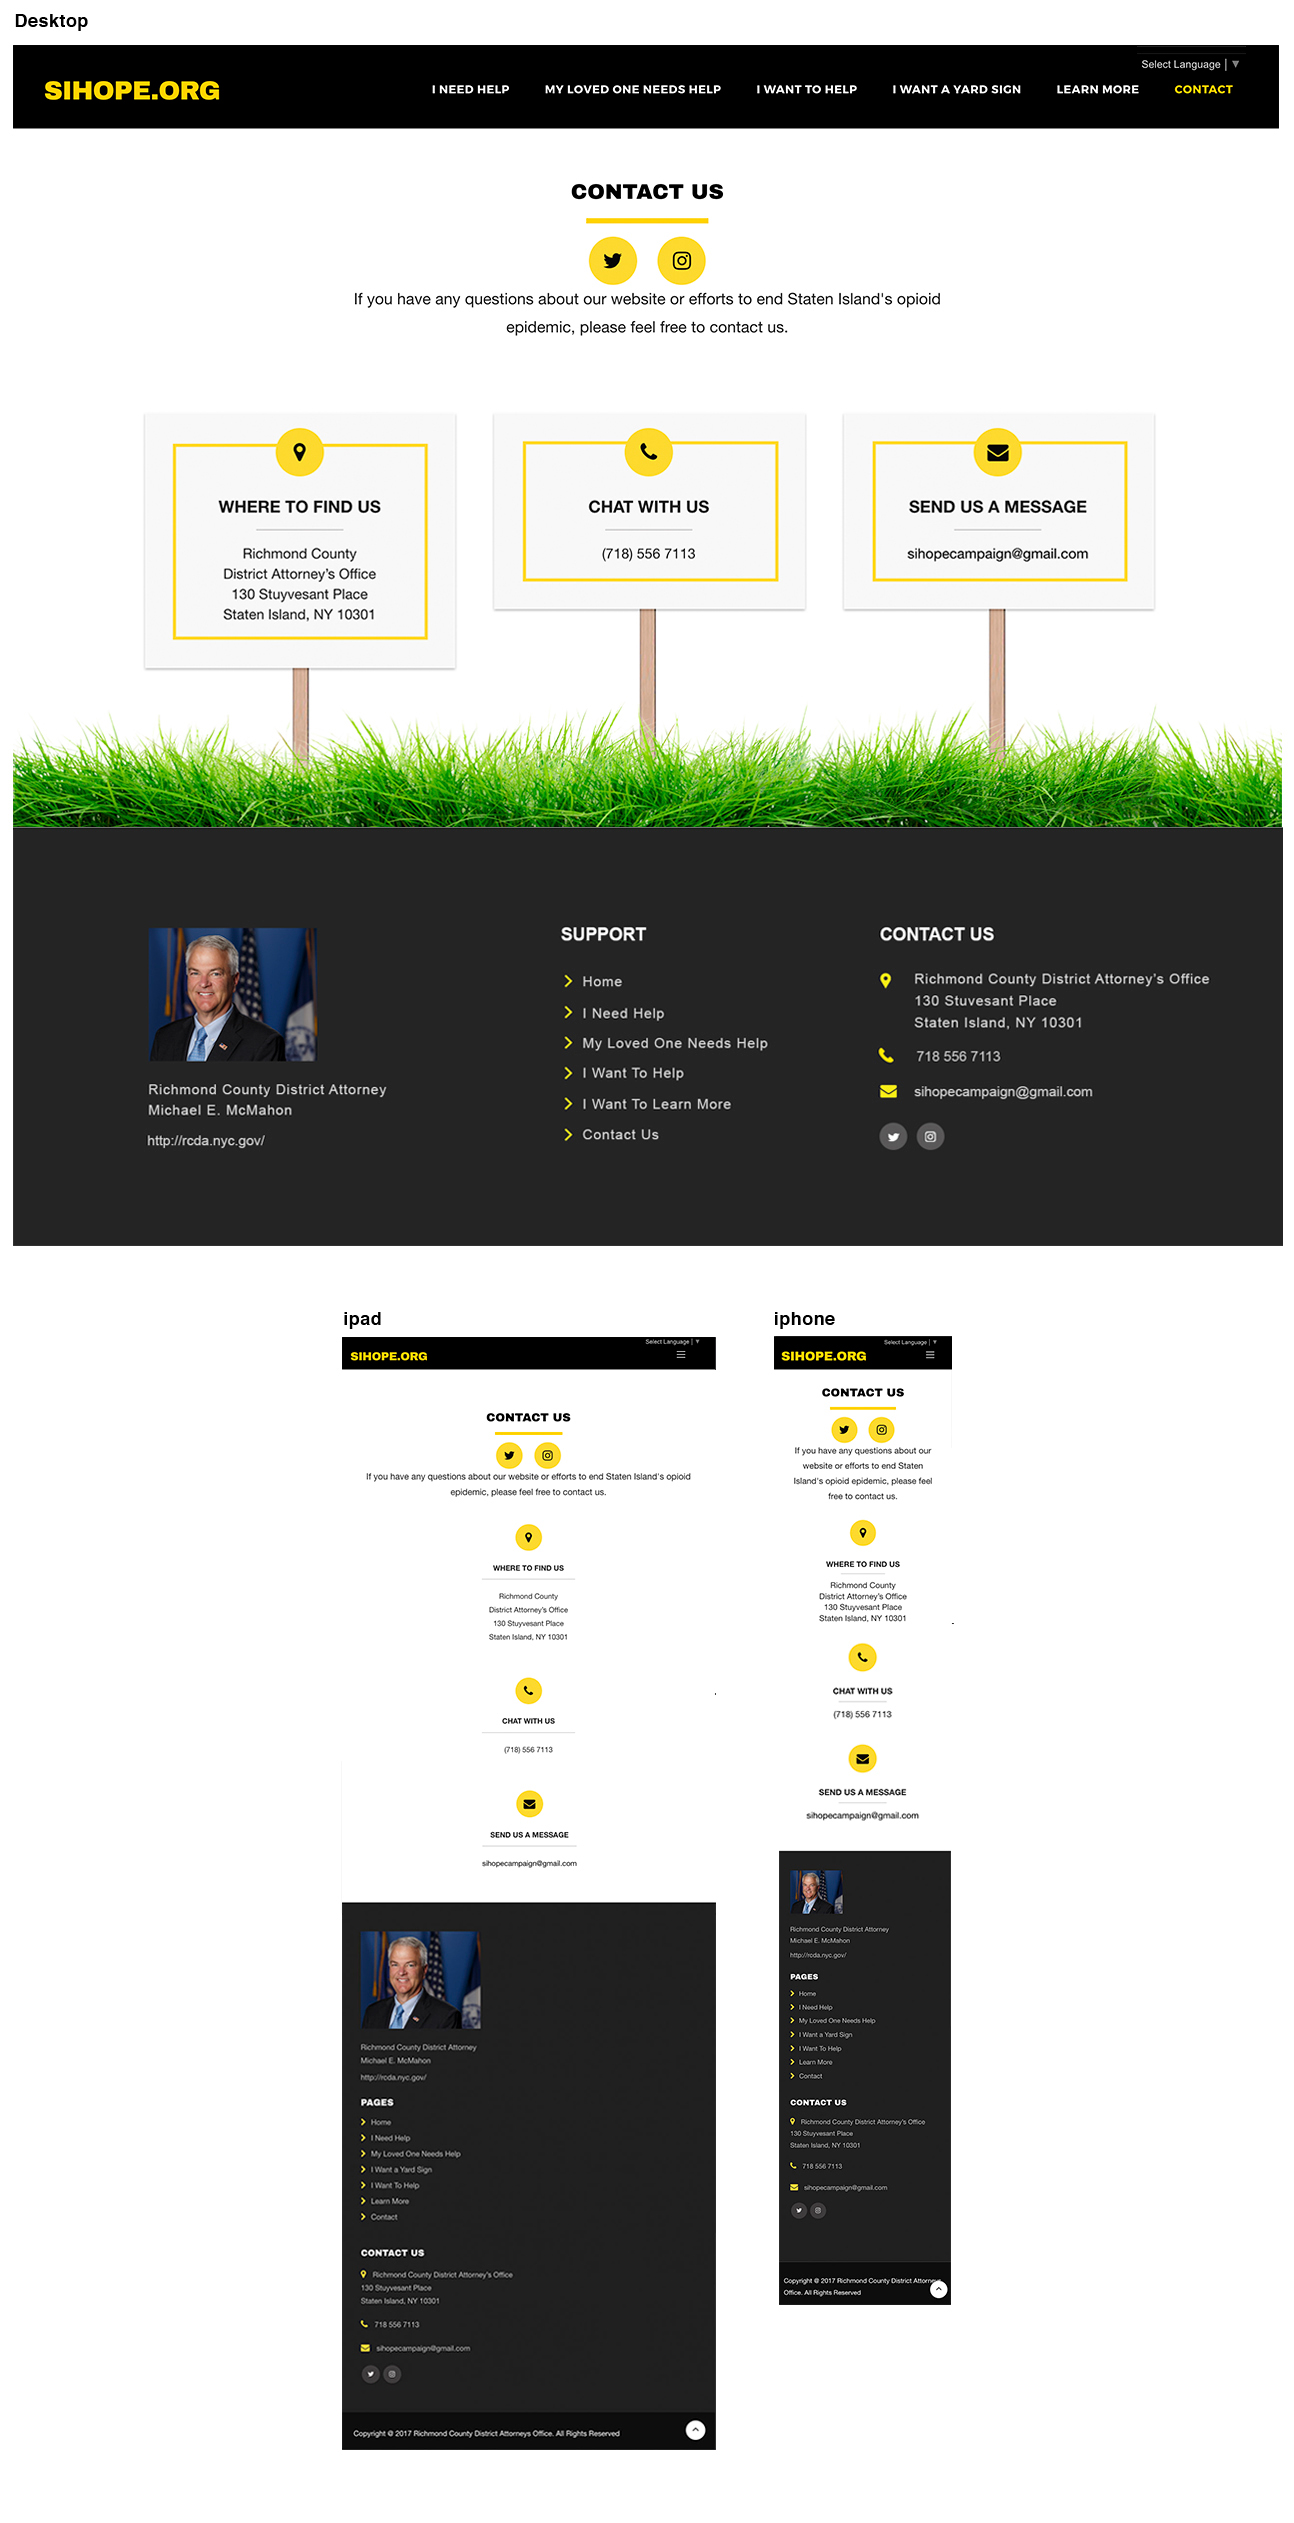 Desktop
Select Language | ▼
SIHOPE.ORG
I NEED HELP MY LOVED ONE NEEDS HELP I WANT TO HELP I WANT A YARD SIGN LEARN MORE CONTACT
CONTACT US
If you have any questions about our website or efforts to end Staten Island's opioid
epidemic, please feel free to contact us.
WHERE TO FIND US
Richmond County
District Attorney's Office
130 Stuyvesant Place
Staten Island, NY 10301
CHAT WITH US
(718) 556 7113
SEND US A MESSAGE
sihopecampaign@gmail.com
Richmond County District Attorney
Michael E. McMahon
http://rcda.nyc.gov/
SUPPORT
Home
I Need Help
My Loved One Needs Help
I Want To Help
I Want To Learn More
Contact Us
CONTACT US
Richmond County District Attorney's Office
130 Stuvesant Place
Staten Island, NY 10301
718 556 7113
sihopecampaign@gmail.com
ipad
Select Language | ▼
SIHOPE.ORG
CONTACT US
If you have any questions about our website or efforts to end Staten Island's opioid
epidemic, please feel free to contact us.
WHERE TO FIND US
Richmond County
District Attorney's Office
130 Stuyvesant Place
Staten Island, NY 10301
CHAT WITH US
(718) 556 7113
SEND US A MESSAGE
sihopecampaign@gmail.com
Richmond County District Attorney
Michael E. McMahon
http://rcda.nyc.gov/
PAGES
Home
I Need Help
My Loved One Needs Help
I Want a Yard Sign
I Want To Help
Learn More
Contact
CONTACT US
Richmond County District Attorney's Office
130 Stuyvesant Place
Staten Island, NY 10301
718 556 7113
sihopecampaign@gmail.com
Copyright @ 2017 Richmond County District Attorneys Office. All Rights Reserved
iphone
Select Language | ▼
SIHOPE.ORG
CONTACT US
If you have any questions about our
website or efforts to end Staten
Island's opioid epidemic, please feel
free to contact us.
WHERE TO FIND US
Richmond County
District Attorney's Office
130 Stuyvesant Place
Staten Island, NY 10301
CHAT WITH US
(718) 556 7113
SEND US A MESSAGE
sihopecampaign@gmail.com
Richmond County District Attorney
Michael E. McMahon
http://rcda.nyc.gov/
PAGES
Home
I Need Help
My Loved One Needs Help
I Want a Yard Sign
I Want To Help
Learn More
Contact
CONTACT US
Richmond County District Attorney's Office
130 Stuyvesant Place
Staten Island, NY 10301
718 556 7113
sihopecampaign@gmail.com
Copyright @ 2017 Richmond County District Attorneys
Office. All Rights Reserved